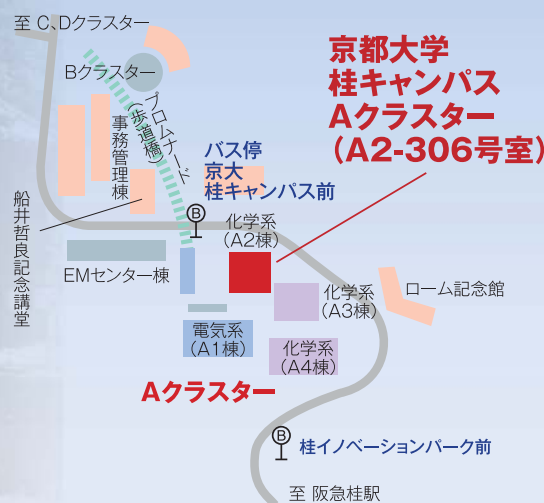 至 C、Dクラスター
Bクラスター
プロムナード
(歩道橋)
事務管理棟
船井哲良記念講堂
京都大学
桂キャンパス
Aクラスター
(A2-306号室)
バス停
京大
桂キャンパス前
B
化学系
(A2棟)
EMセンター棟
化学系
(A3棟)
ローム記念館
電気系
(A1棟)
化学系
(A4棟)
Aクラスター
B
桂イノベーションパーク前
至 阪急桂駅